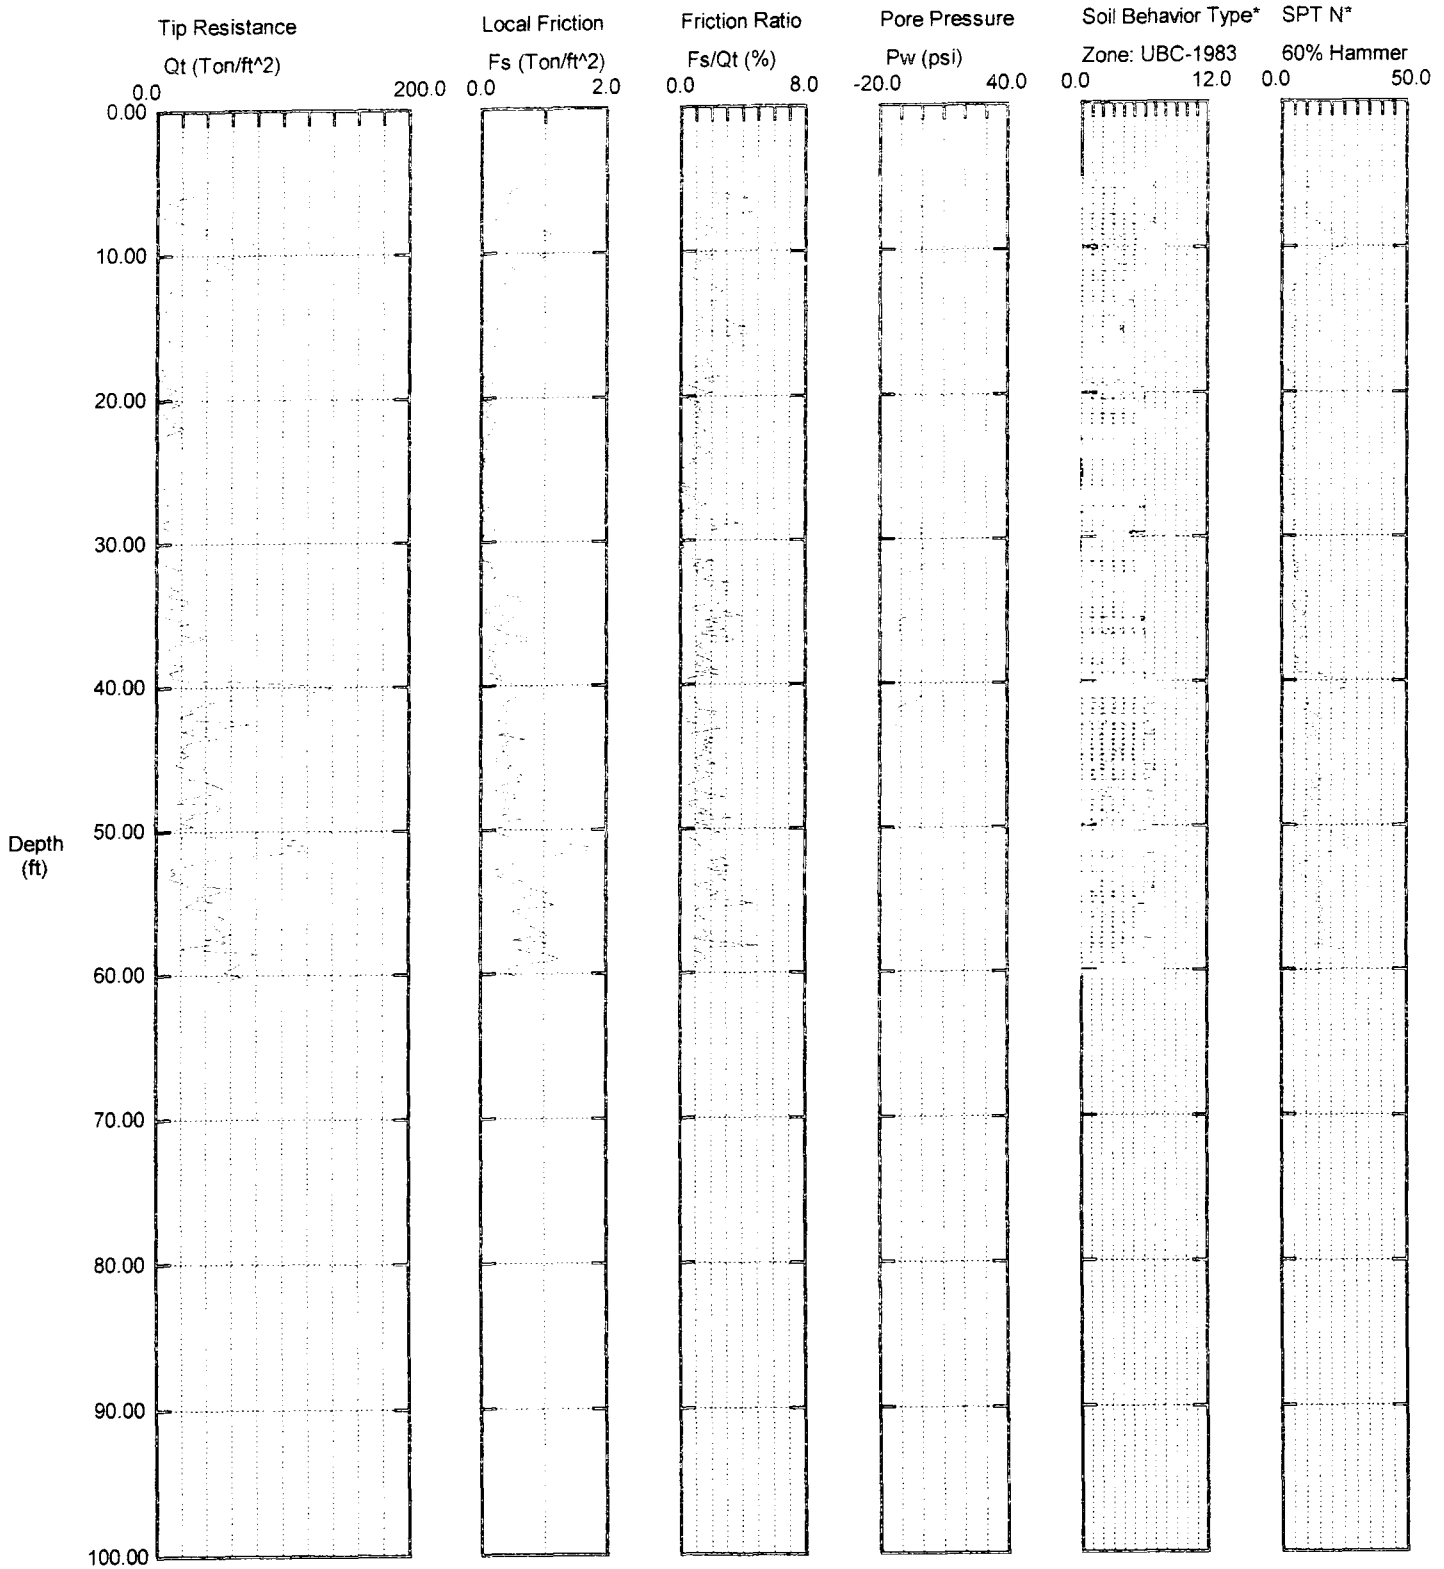 Tip Resistance
Qt (Ton/ft^2)
0.0 200.0
Local Friction
Fs (Ton/ft^2)
0.0 2.0
Friction Ratio
Fs/Qt (%)
0.0 8.0
Pore Pressure
Pw (psi)
-20.0 40.0
Soil Behavior Type*
Zone: UBC-1983
0.0 12.0
SPT N*
60% Hammer
0.0 50.0
0.00
10.00
20.00
30.00
40.00
50.00
Depth
(ft)
60.00
70.00
80.00
90.00
100.00